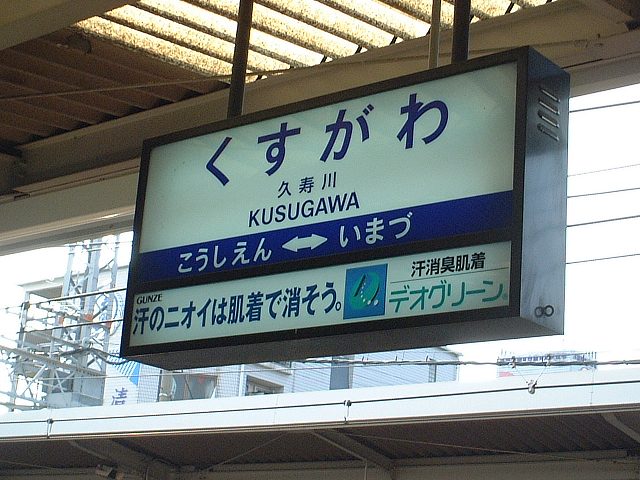 くすがわ
久寿川
KUSUGAWA
こうしえん ⟷ いまづ
GUNZE
汗のニオイは肌着で消そう。
汗消臭肌着
デオグリーン®
清